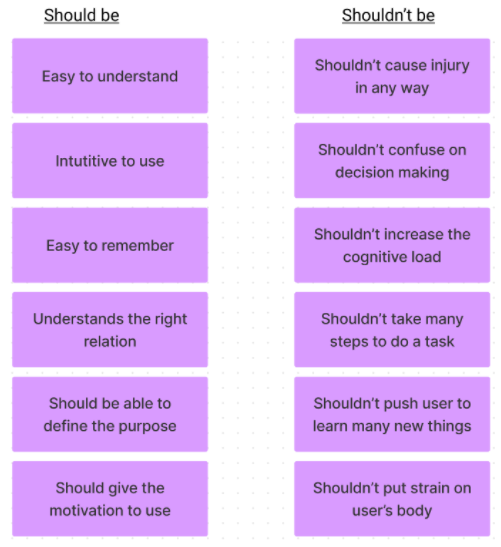 Should be
Shouldn't be
Easy to understand
Shouldn't cause injury
in any way
Intutitive to use
Shouldn't confuse on
decision making
Easy to remember
Shouldn't increase the
cognitive load
Understands the right
relation
Shouldn't take many
steps to do a task
Should be able to
define the purpose
Shouldn't push user to
learn many new things
Should give the
motivation to use
Shouldn't put strain on
user's body